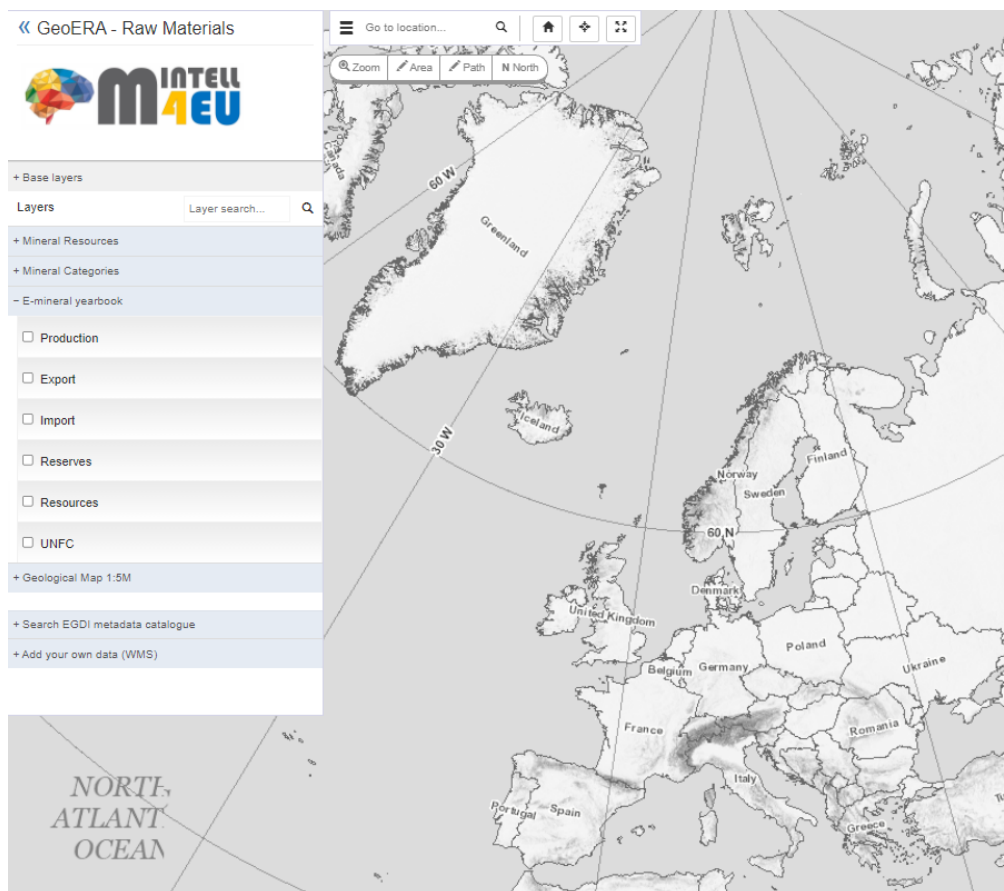 « GeoERA - Raw Materials
MINTELL
4EU
+ Base layers
Layers
Layer search...
+ Mineral Resources
+ Mineral Categories
− E-mineral yearbook
Production
Export
Import
Reserves
Resources
UNFC
+ Geological Map 1:5M
+ Search EGDI metadata catalogue
+ Add your own data (WMS)
Go to location...
Zoom
Area
Path
N North
Canada
60 W
Greenland
30 W
Iceland
Norway
Sweden
Finland
60 N
Denmark
United Kingdom
Belgium
Germany
Poland
Ukraine
France
Romania
Italy
Portugal
Spain
Greece
NORTH
ATLANT
OCEAN